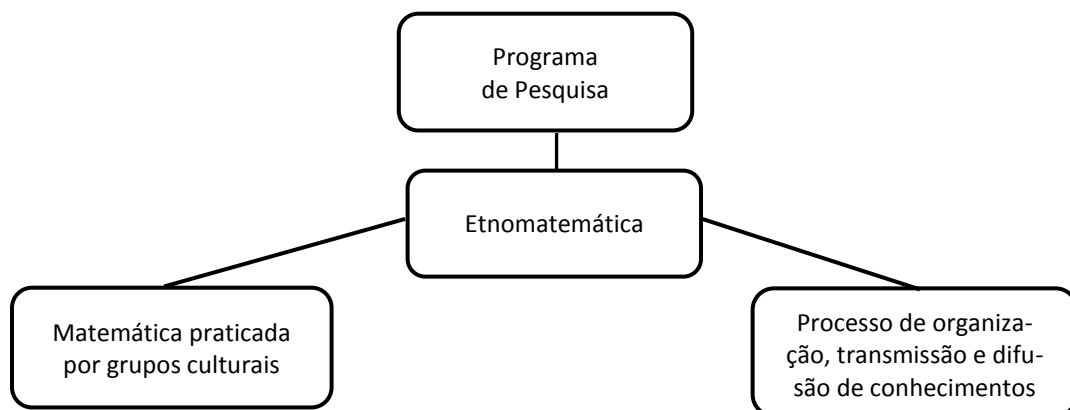 Programa
de Pesquisa
Etnomatemática
Matemática praticada
por grupos culturais
Processo de organiza-
ção, transmissão e difu-
são de conhecimentos